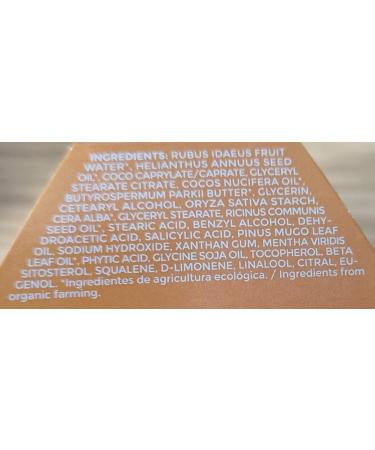 INGREDIENTS: RUBUS IDAEUS FRUIT
WATER*, HELIANTHUS ANNUUS SEED
OIL*, COCO CAPRYLATE/CAPRATE, GLYCERYL
STEARATE CITRATE, COCOS NUCIFERA OIL*,
BUTYROSPERMUM PARKII BUTTER*, GLYCERIN,
CETEARYL ALCOHOL, ORYZA SATIVA STARCH,
CERA ALBA*, GLYCERYL STEARATE, RICINUS COMMUNIS
SEED OIL*, STEARIC ACID, BENZYL ALCOHOL, DEHY-
DROACETIC ACID, SALICYLIC ACID, PINUS MUGO LEAF
OIL, SODIUM HYDROXIDE, XANTHAN GUM, MENTHA VIRIDIS
LEAF OIL*, PHYTIC ACID, GLYCINE SOJA OIL, TOCOPHEROL, BETA
SITOSTEROL, SQUALENE, D-LIMONENE, LINALOOL, CITRAL, EU-
GENOL. *Ingredientes de agricultura ecológica. / Ingredients from
organic farming.